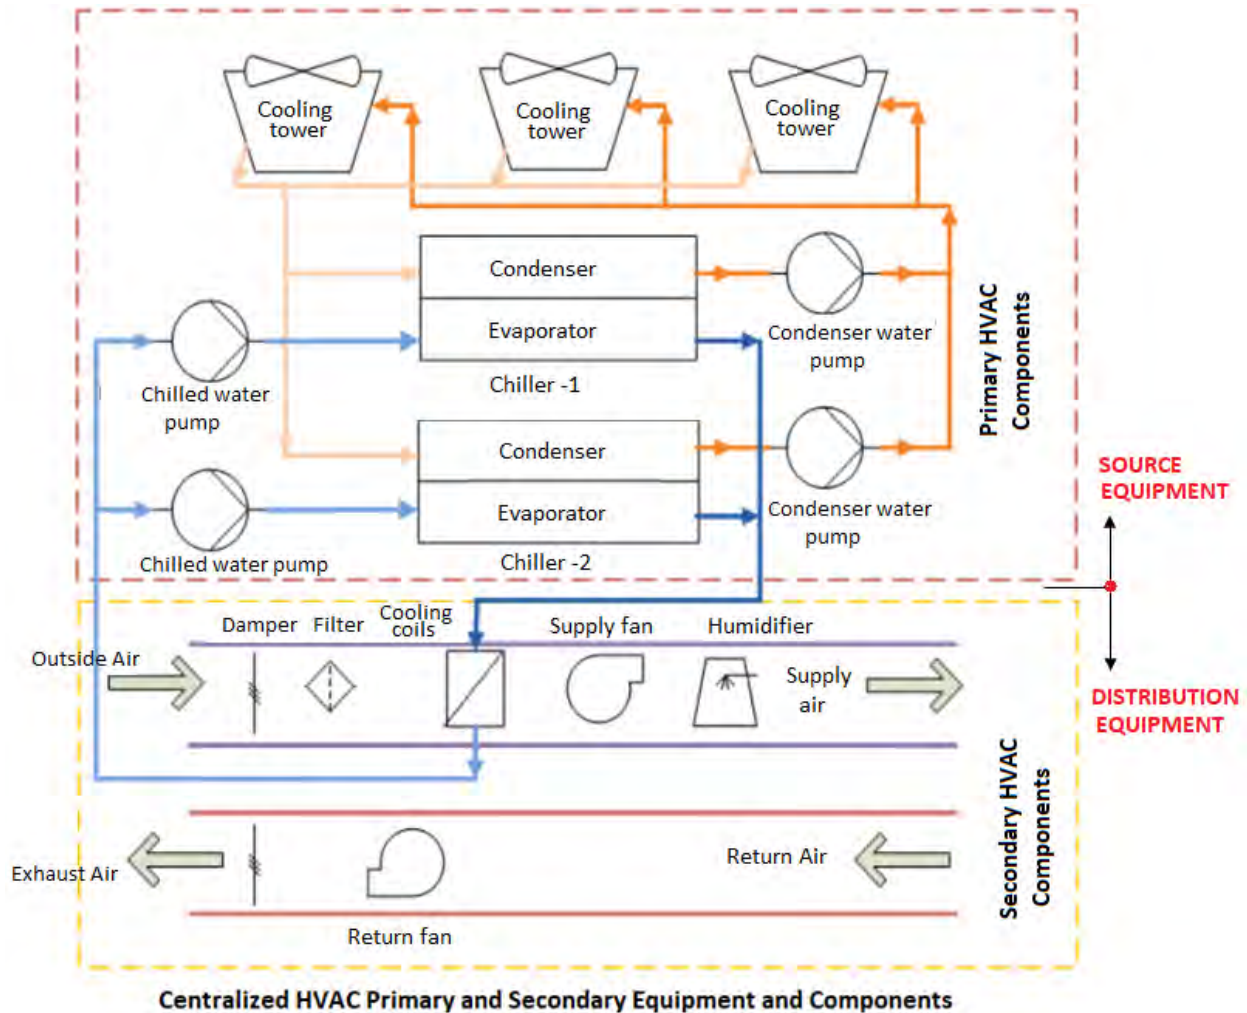 Cooling
tower
Cooling
tower
Cooling
tower
Condenser
Evaporator
Chiller -1
Condenser water
pump
Chilled water
pump
Primary HVAC
Components
Condenser
Evaporator
Chiller -2
Condenser water
pump
Chilled water pump
SOURCE
EQUIPMENT
Damper
Filter
Cooling
coils
Supply fan
Humidifier
Outside Air
Supply
air
DISTRIBUTION
EQUIPMENT
Secondary HVAC
Components
Return Air
Exhaust Air
Return fan
Centralized HVAC Primary and Secondary Equipment and Components